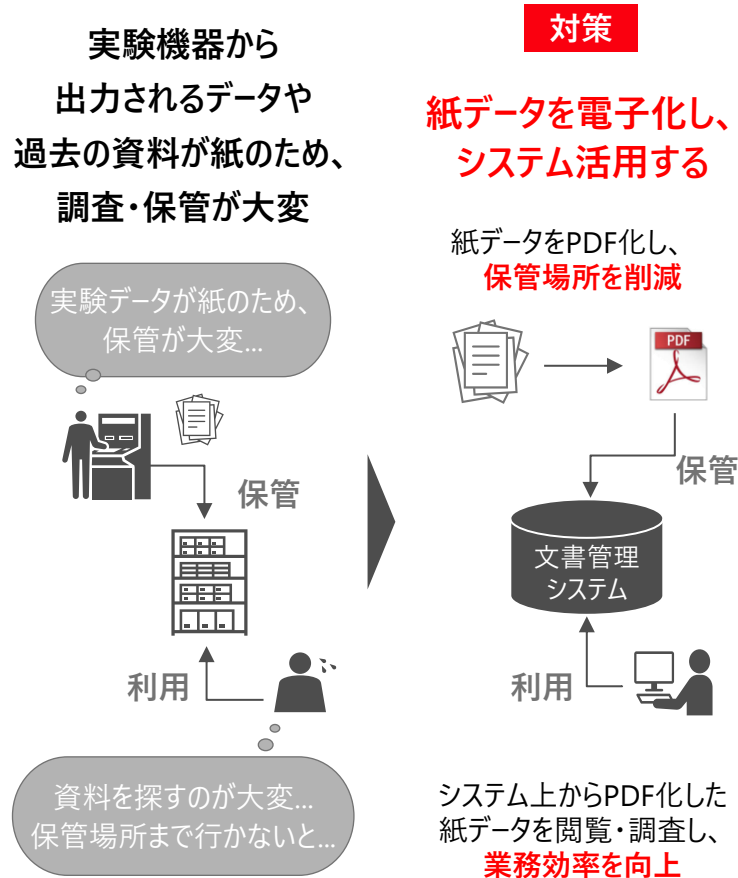 実験機器から
出力されるデータや
過去の資料が紙のため、
調査・保管が大変
実験データが紙のため、
保管が大変...
保管
利用
資料を探すのが大変...
保管場所まで行かないと...
対策
紙データを電子化し、
システム活用する
紙データをPDF化し、
保管場所を削減
PDF
保管
文書管理
システム
利用
システム上からPDF化した
紙データを閲覧・調査し、
業務効率を向上